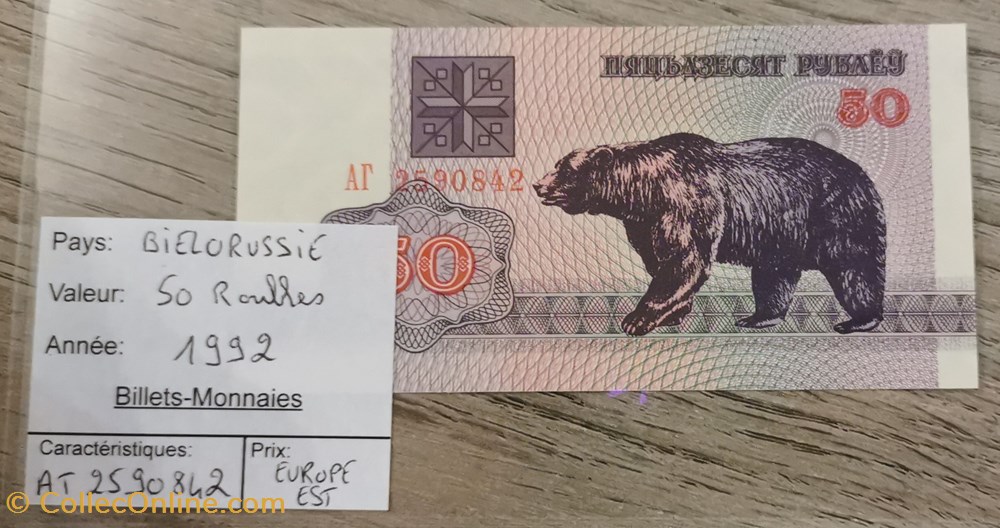 ПЯЦЬДЗЕСЯТ РУБЛЁЎ
50
АГ 2590842
50
Pays: BIELORUSSIE
Valeur: 50 Roubles
Année: 1992
Billets-Monnaies
Caractéristiques:
AT 2590842
Prix:
EUROPE
EST
© CollecOnline.com